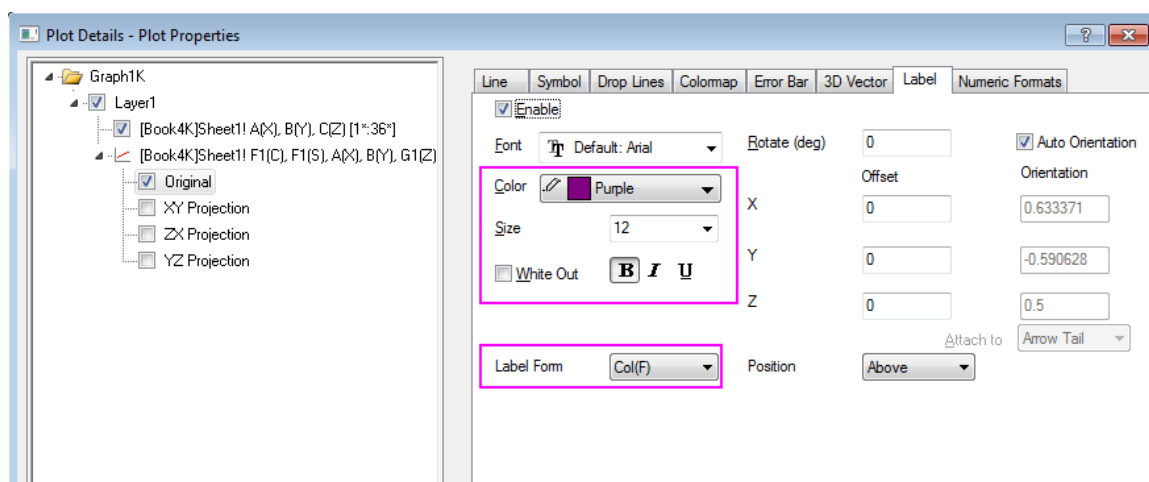 Plot Details - Plot Properties
Graph1K
Layer1
[Book4K]Sheet1! A(X), B(Y), C(Z) [1*:36*]
[Book4K]Sheet1! F1(C), F1(S), A(X), B(Y), G1(Z)
Original
XY Projection
ZX Projection
YZ Projection
Line Symbol Drop Lines Colormap Error Bar 3D Vector Label Numeric Formats
Enable
Font Default: Arial Rotate (deg) 0 Auto Orientation
Color Purple Offset Orientation
X 0 0.633371
Size 12
Y 0 -0.590628
White Out B I U
Z 0 0.5
Attach to Arrow Tail
Label Form Col(F) Position Above